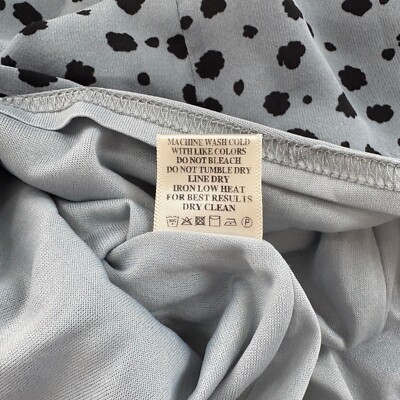 MACHINE WASH COLD
WITH LIKE COLORS
DO NOT BLEACH
DO NOT TUMBLE DRY
LINE DRY
IRON LOW HEAT
FOR BEST RESULTS
DRY CLEAN
P